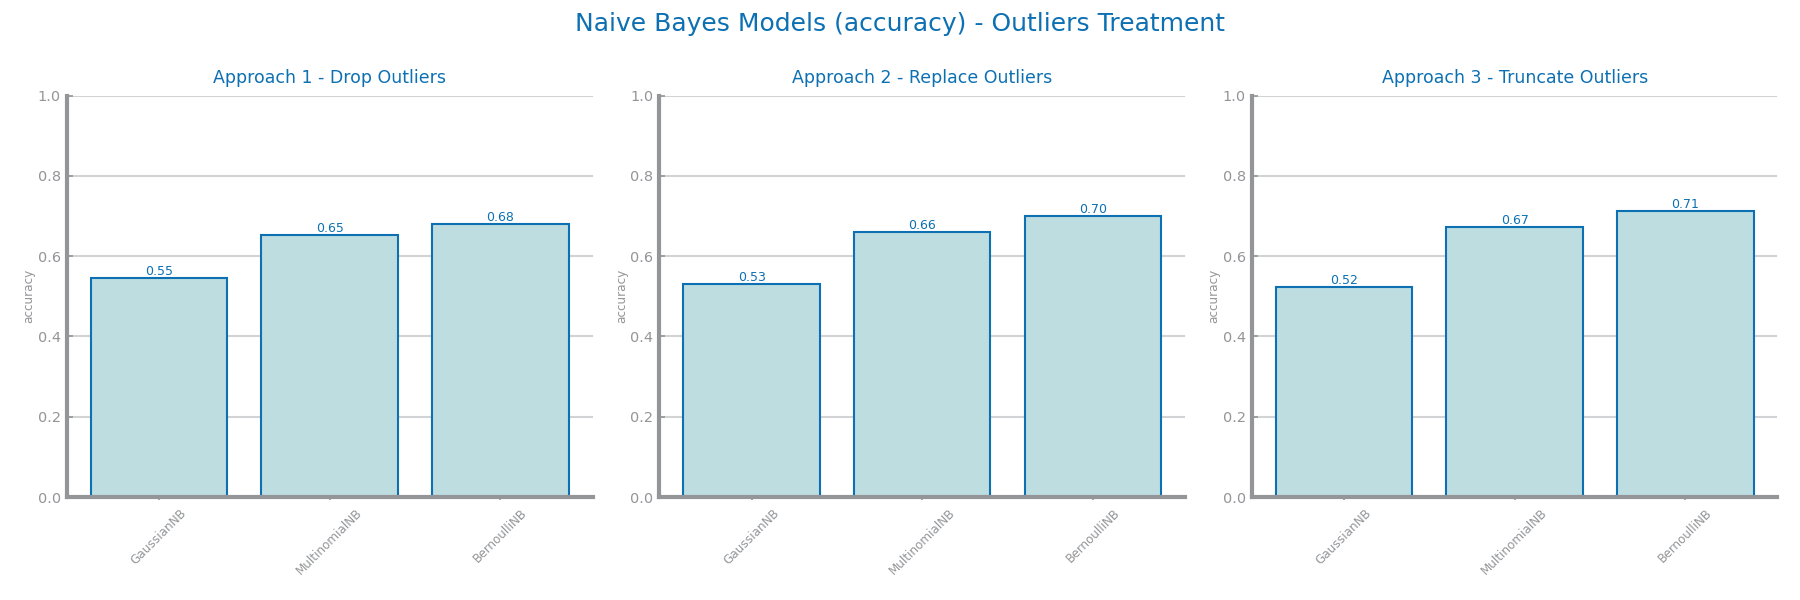 Naive Bayes Models (accuracy) - Outliers Treatment
Approach 1 - Drop Outliers
1.0
0.8
0.6
0.4
0.2
0.0
accuracy
0.55
0.65
0.68
GaussianNB
MultinomialNB
BernoulliNB
Approach 2 - Replace Outliers
1.0
0.8
0.6
0.4
0.2
0.0
accuracy
0.53
0.66
0.70
GaussianNB
MultinomialNB
BernoulliNB
Approach 3 - Truncate Outliers
1.0
0.8
0.6
0.4
0.2
0.0
accuracy
0.52
0.67
0.71
GaussianNB
MultinomialNB
BernoulliNB